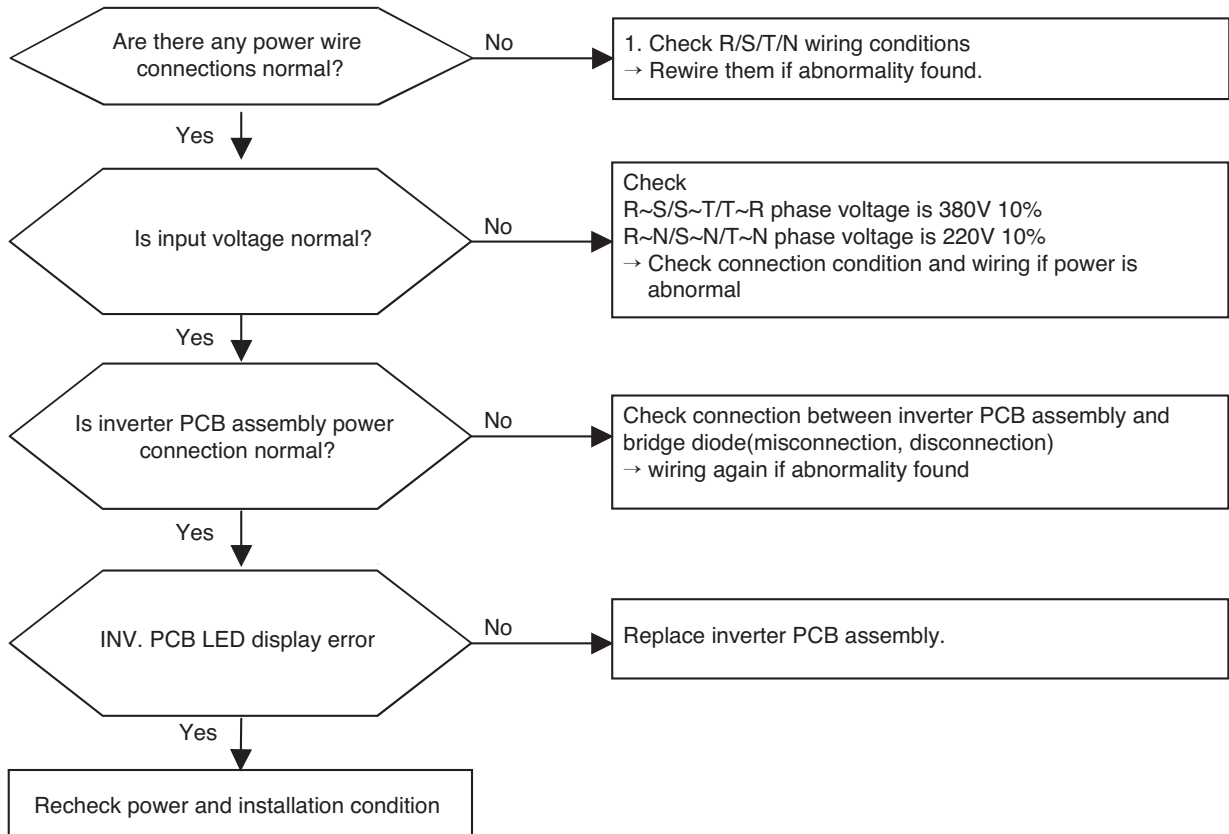 Are there any power wire
connections normal?
No
1. Check R/S/T/N wiring conditions
→ Rewire them if abnormality found.
Yes
Is input voltage normal?
No
Check
R~S/S~T/T~R phase voltage is 380V 10%
R~N/S~N/T~N phase voltage is 220V 10%
→ Check connection condition and wiring if power is
abnormal
Yes
Is inverter PCB assembly power
connection normal?
No
Check connection between inverter PCB assembly and
bridge diode(misconnection, disconnection)
→ wiring again if abnormality found
Yes
INV. PCB LED display error
No
Replace inverter PCB assembly.
Yes
Recheck power and installation condition